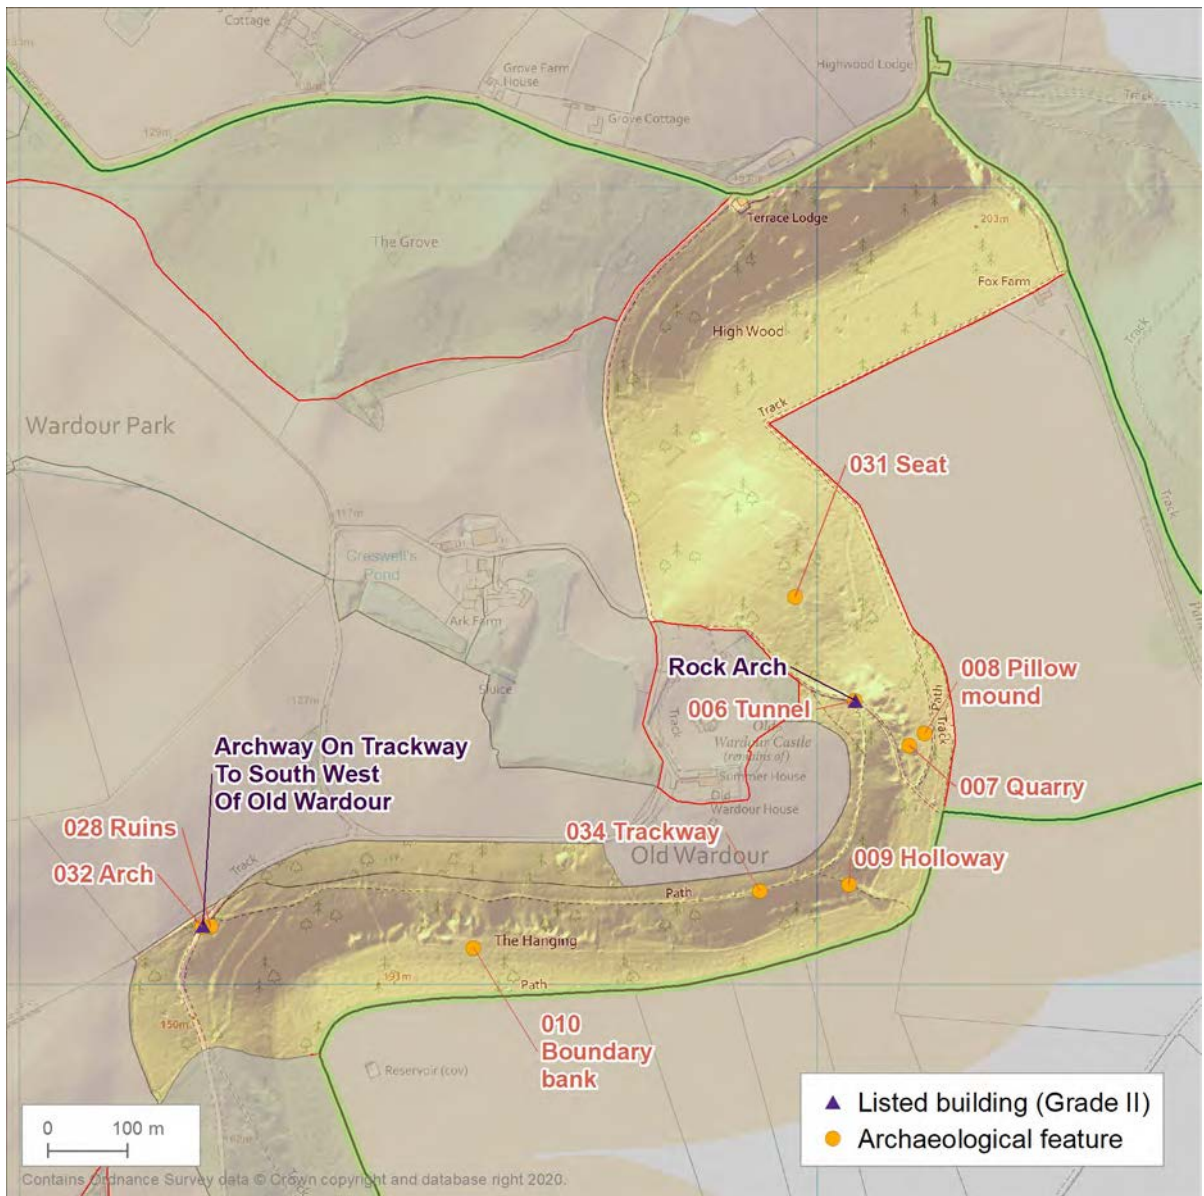 Cottage
Highwood Lodge
Grove Farm
House
Track
Grove Cottage
129m
Terrace Lodge
203m
The Grove
Fox Farm
High Wood
Track
Track
Wardour Park
031 Seat
Track
117m
Creswell's
Pond
Ark Farm
Rock Arch
008 Pillow
mound
006 Tunnel
Path
Track
Sluice
Track
Old
Wardour Castle
(remains of)
Archway On Trackway
To South West
Of Old Wardour
Summer House
Old
Wardour House
007 Quarry
028 Ruins
034 Trackway
Old Wardour
009 Holloway
Track
032 Arch
Path
The Hanging
193m
Path
150m
010
Boundary
bank
Reservoir (cov)
Listed building (Grade II)
Archaeological feature
0 100 m
Contains Ordnance Survey data © Crown copyright and database right 2020.